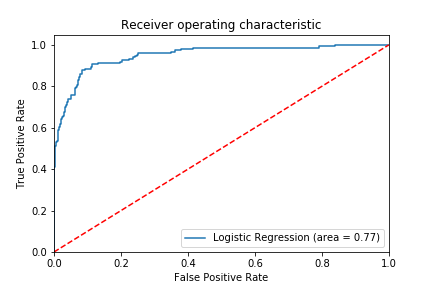 Receiver operating characteristic
True Positive Rate
1.0
0.8
0.6
0.4
0.2
0.0
Logistic Regression (area = 0.77)
0.0 0.2 0.4 0.6 0.8 1.0
False Positive Rate